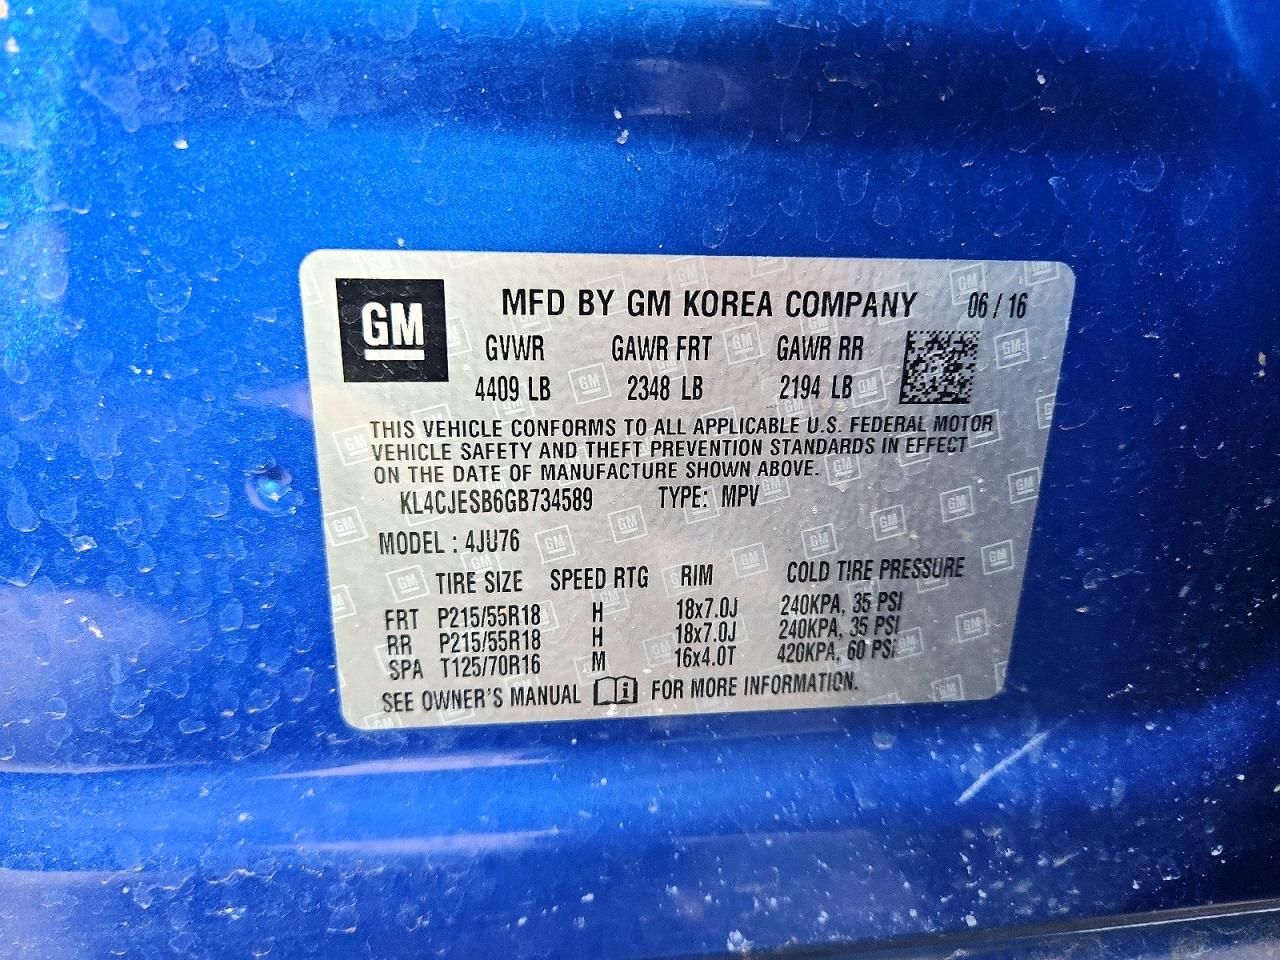 GM
MFD BY GM KOREA COMPANY 06 / 16
GVWR GAWR FRT GAWR RR
4409 LB 2348 LB 2194 LB
THIS VEHICLE CONFORMS TO ALL APPLICABLE U.S. FEDERAL MOTOR
VEHICLE SAFETY AND THEFT PREVENTION STANDARDS IN EFFECT
ON THE DATE OF MANUFACTURE SHOWN ABOVE.
KL4CJESB6GB734589 TYPE: MPV
MODEL : 4JU76
TIRE SIZE SPEED RTG RIM COLD TIRE PRESSURE
FRT P215/55R18 H 18x7.0J 240KPA, 35 PSI
RR P215/55R18 H 18x7.0J 240KPA, 35 PSI
SPA T125/70R16 M 16x4.0T 420KPA, 60 PSI
SEE OWNER'S MANUAL FOR MORE INFORMATION.